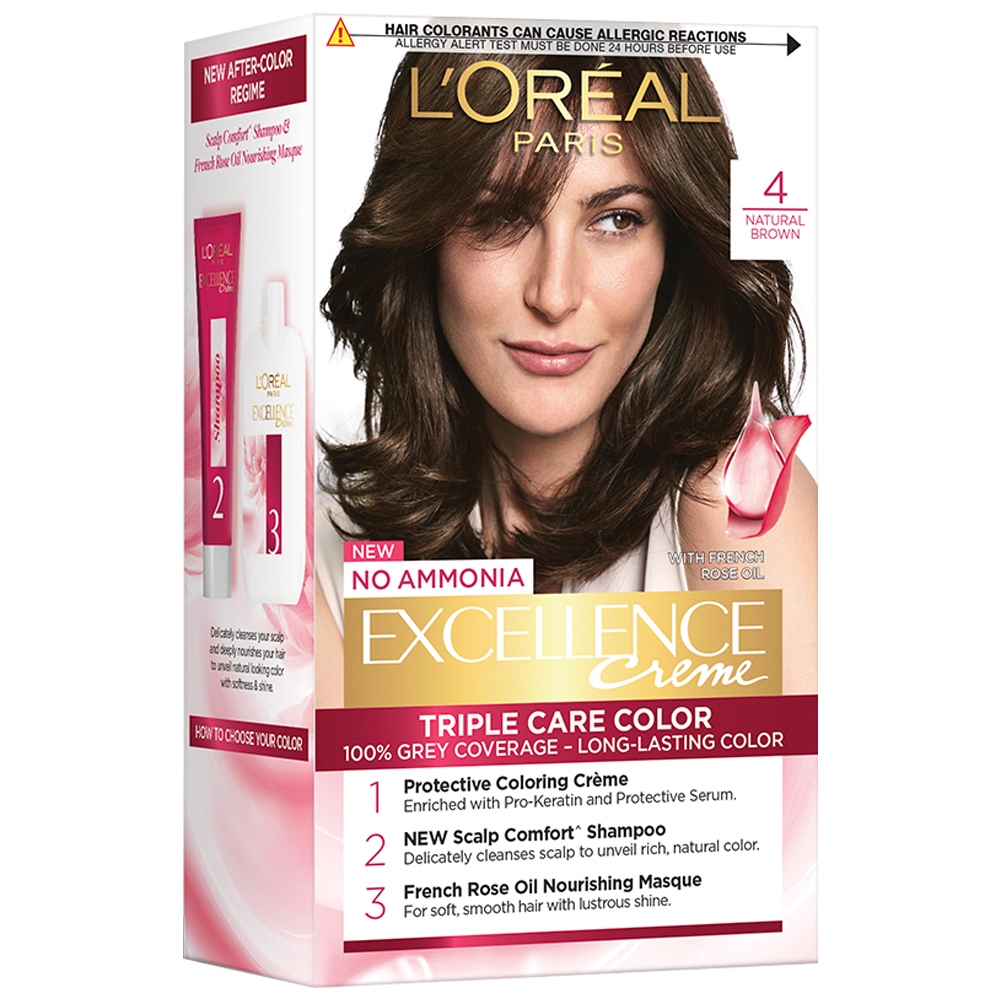 HAIR COLORANTS CAN CAUSE ALLERGIC REACTIONS
ALLERGY ALERT TEST MUST BE DONE 24 HOURS BEFORE USE
L'ORÉAL
PARIS
4
NATURAL
BROWN
WITH FRENCH
ROSE OIL
NEW
NO AMMONIA
EXCELLENCE
Creme
TRIPLE CARE COLOR
100% GREY COVERAGE – LONG-LASTING COLOR
1 Protective Coloring Crème
Enriched with Pro-Keratin and Protective Serum.
2 NEW Scalp Comfort^ Shampoo
Delicately cleanses scalp to unveil rich, natural color.
3 French Rose Oil Nourishing Masque
For soft, smooth hair with lustrous shine.
NEW AFTER-COLOR
REGIME
Scalp Comfort^ Shampoo &
French Rose Oil Nourishing Masque
L'ORÉAL
PARIS
EXCELLENCE
Creme
Shampoo
2
L'ORÉAL
PARIS
EXCELLENCE
Creme
3
Delicately cleanses your scalp
and deeply nourishes your hair
to unveil natural looking color
with softness & shine.
HOW TO CHOOSE YOUR COLOR